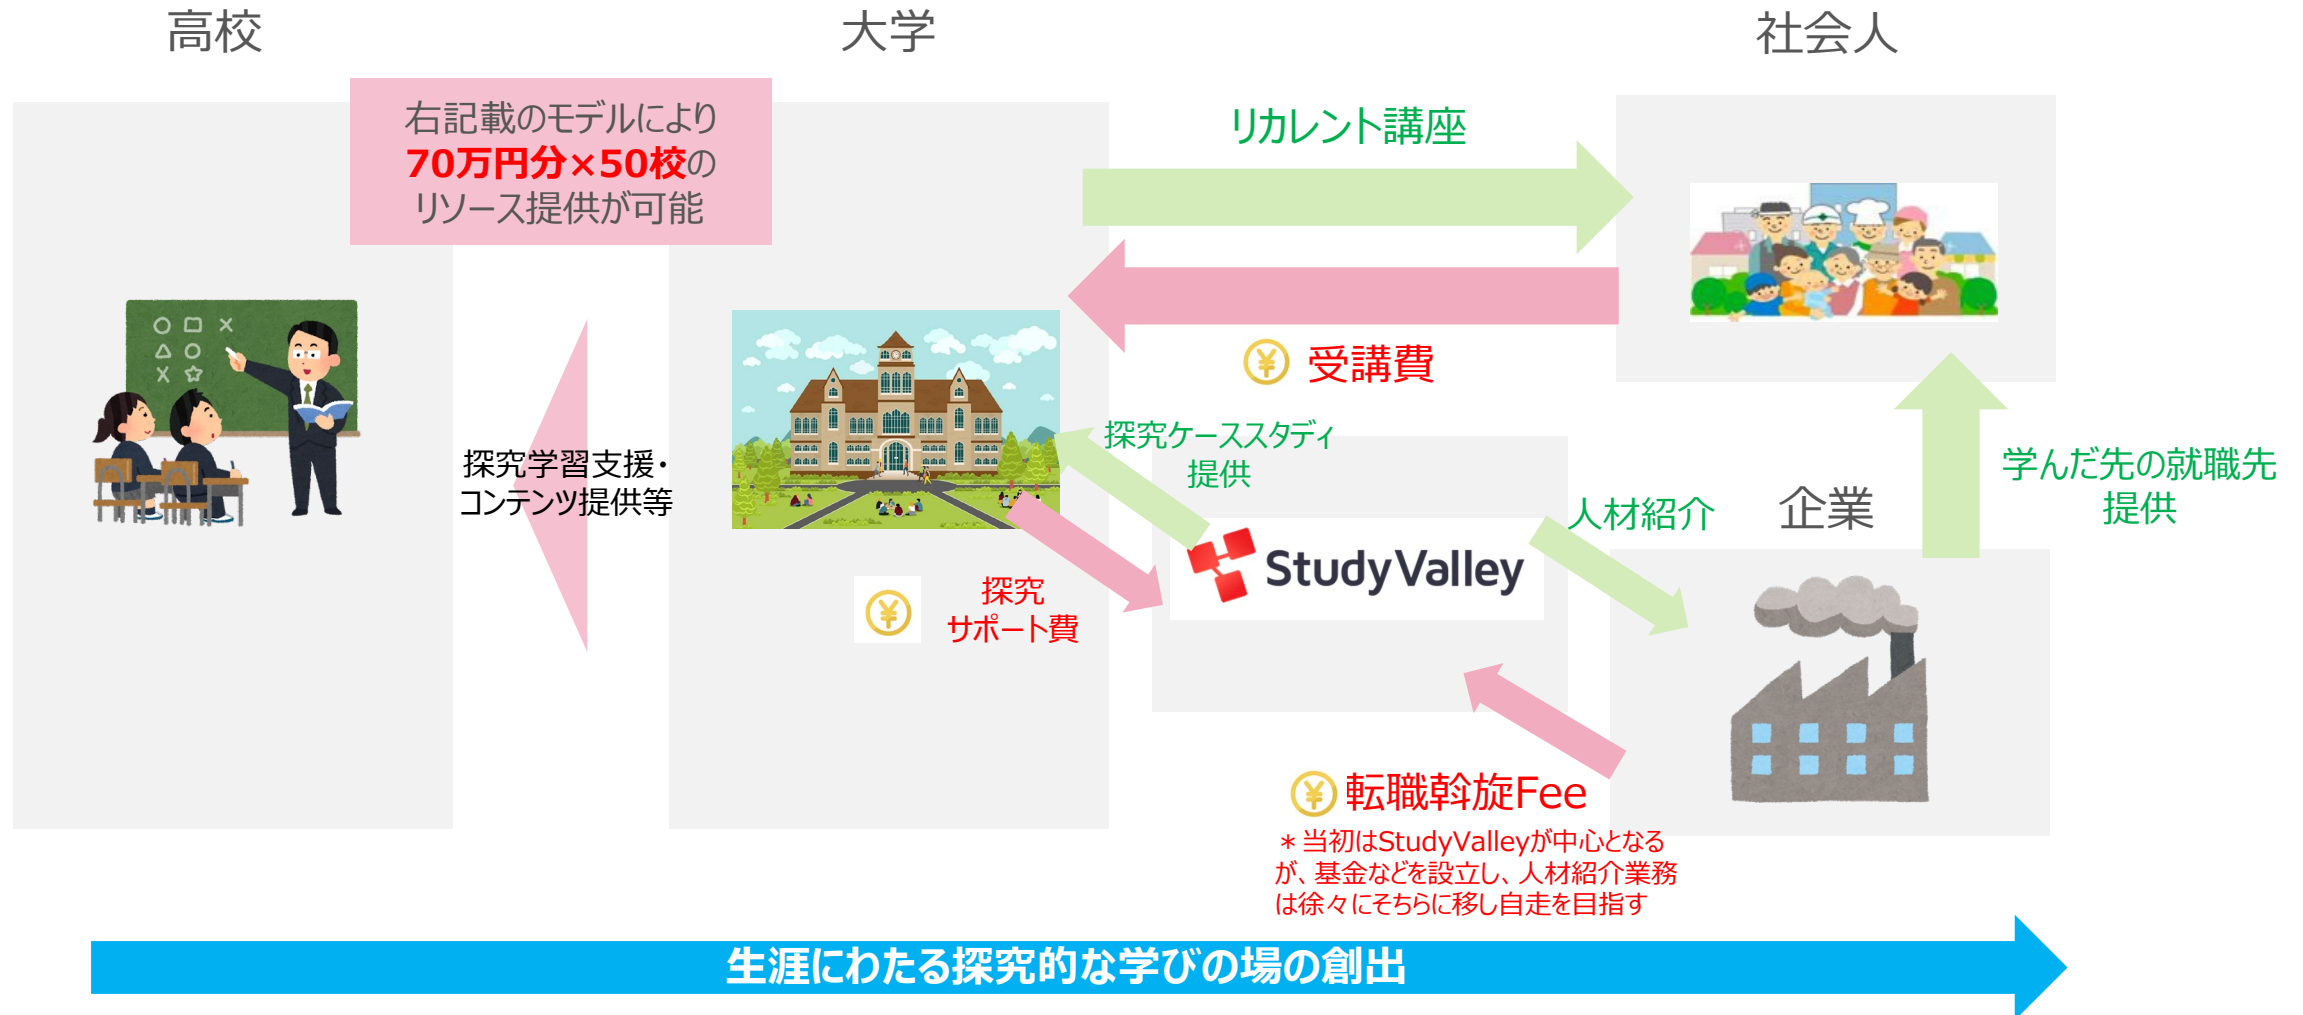 高校
大学
社会人
右記載のモデルにより
70万円分×50校の
リソース提供が可能
リカレント講座
受講費
探究学習支援・
コンテンツ提供等
探究ケーススタディ
提供
探究
サポート費
StudyValley
人材紹介
企業
学んだ先の就職先
提供
転職斡旋Fee
＊当初はStudyValleyが中心となる
が、基金などを設立し、人材紹介業務
は徐々にそちらに移し自走を目指す
生涯にわたる探究的な学びの場の創出